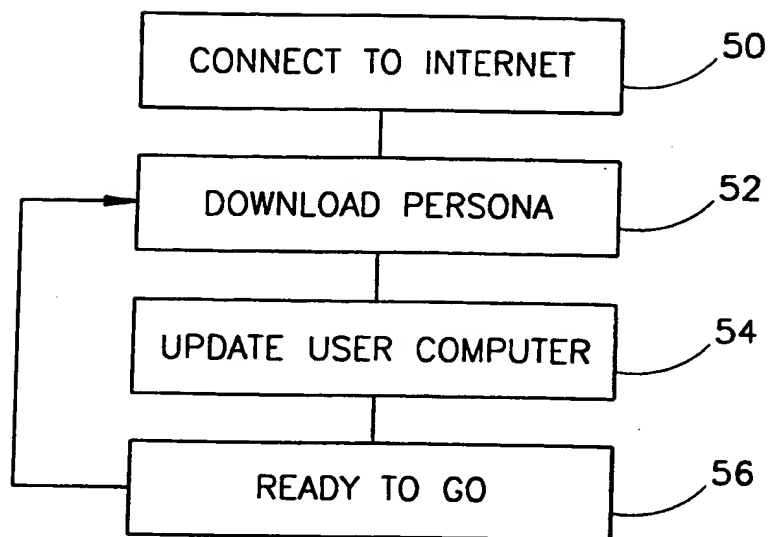 CONNECT TO INTERNET
50
DOWNLOAD PERSONA
52
UPDATE USER COMPUTER
54
READY TO GO
56